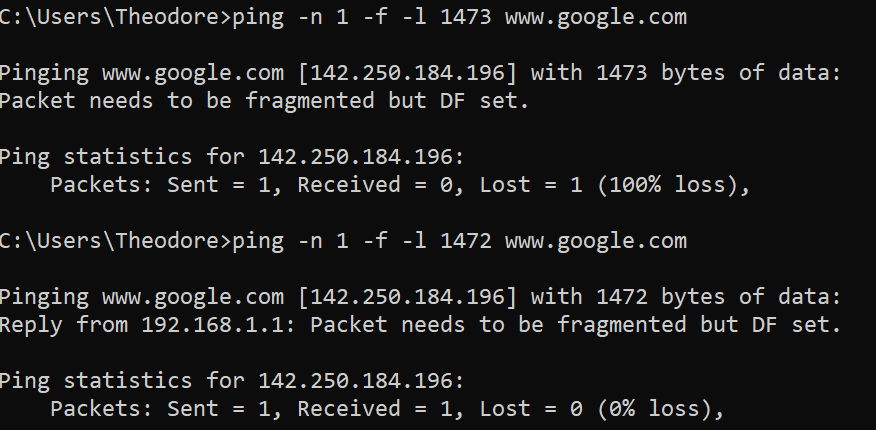 C:\Users\Theodore>ping -n 1 -f -l 1473 www.google.com
Pinging www.google.com [142.250.184.196] with 1473 bytes of data:
Packet needs to be fragmented but DF set.
Ping statistics for 142.250.184.196:
Packets: Sent = 1, Received = 0, Lost = 1 (100% loss),
C:\Users\Theodore>ping -n 1 -f -l 1472 www.google.com
Pinging www.google.com [142.250.184.196] with 1472 bytes of data:
Reply from 192.168.1.1: Packet needs to be fragmented but DF set.
Ping statistics for 142.250.184.196:
Packets: Sent = 1, Received = 1, Lost = 0 (0% loss),